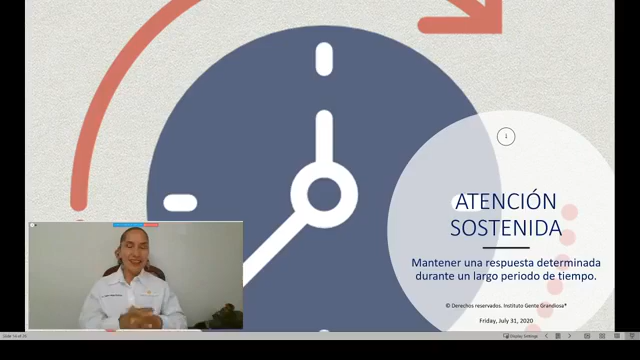 1
ATENCIÓN
SOSTENIDA
Mantener una respuesta determinada
durante un largo periodo de tiempo.
© Derechos reservados. Instituto Gente Grandiosa®
Friday, July 31, 2020
Display Settings